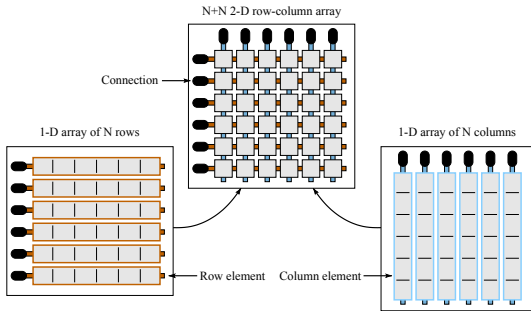 N+N 2-D row-column array
Connection
1-D array of N rows
1-D array of N columns
Row element
Column element